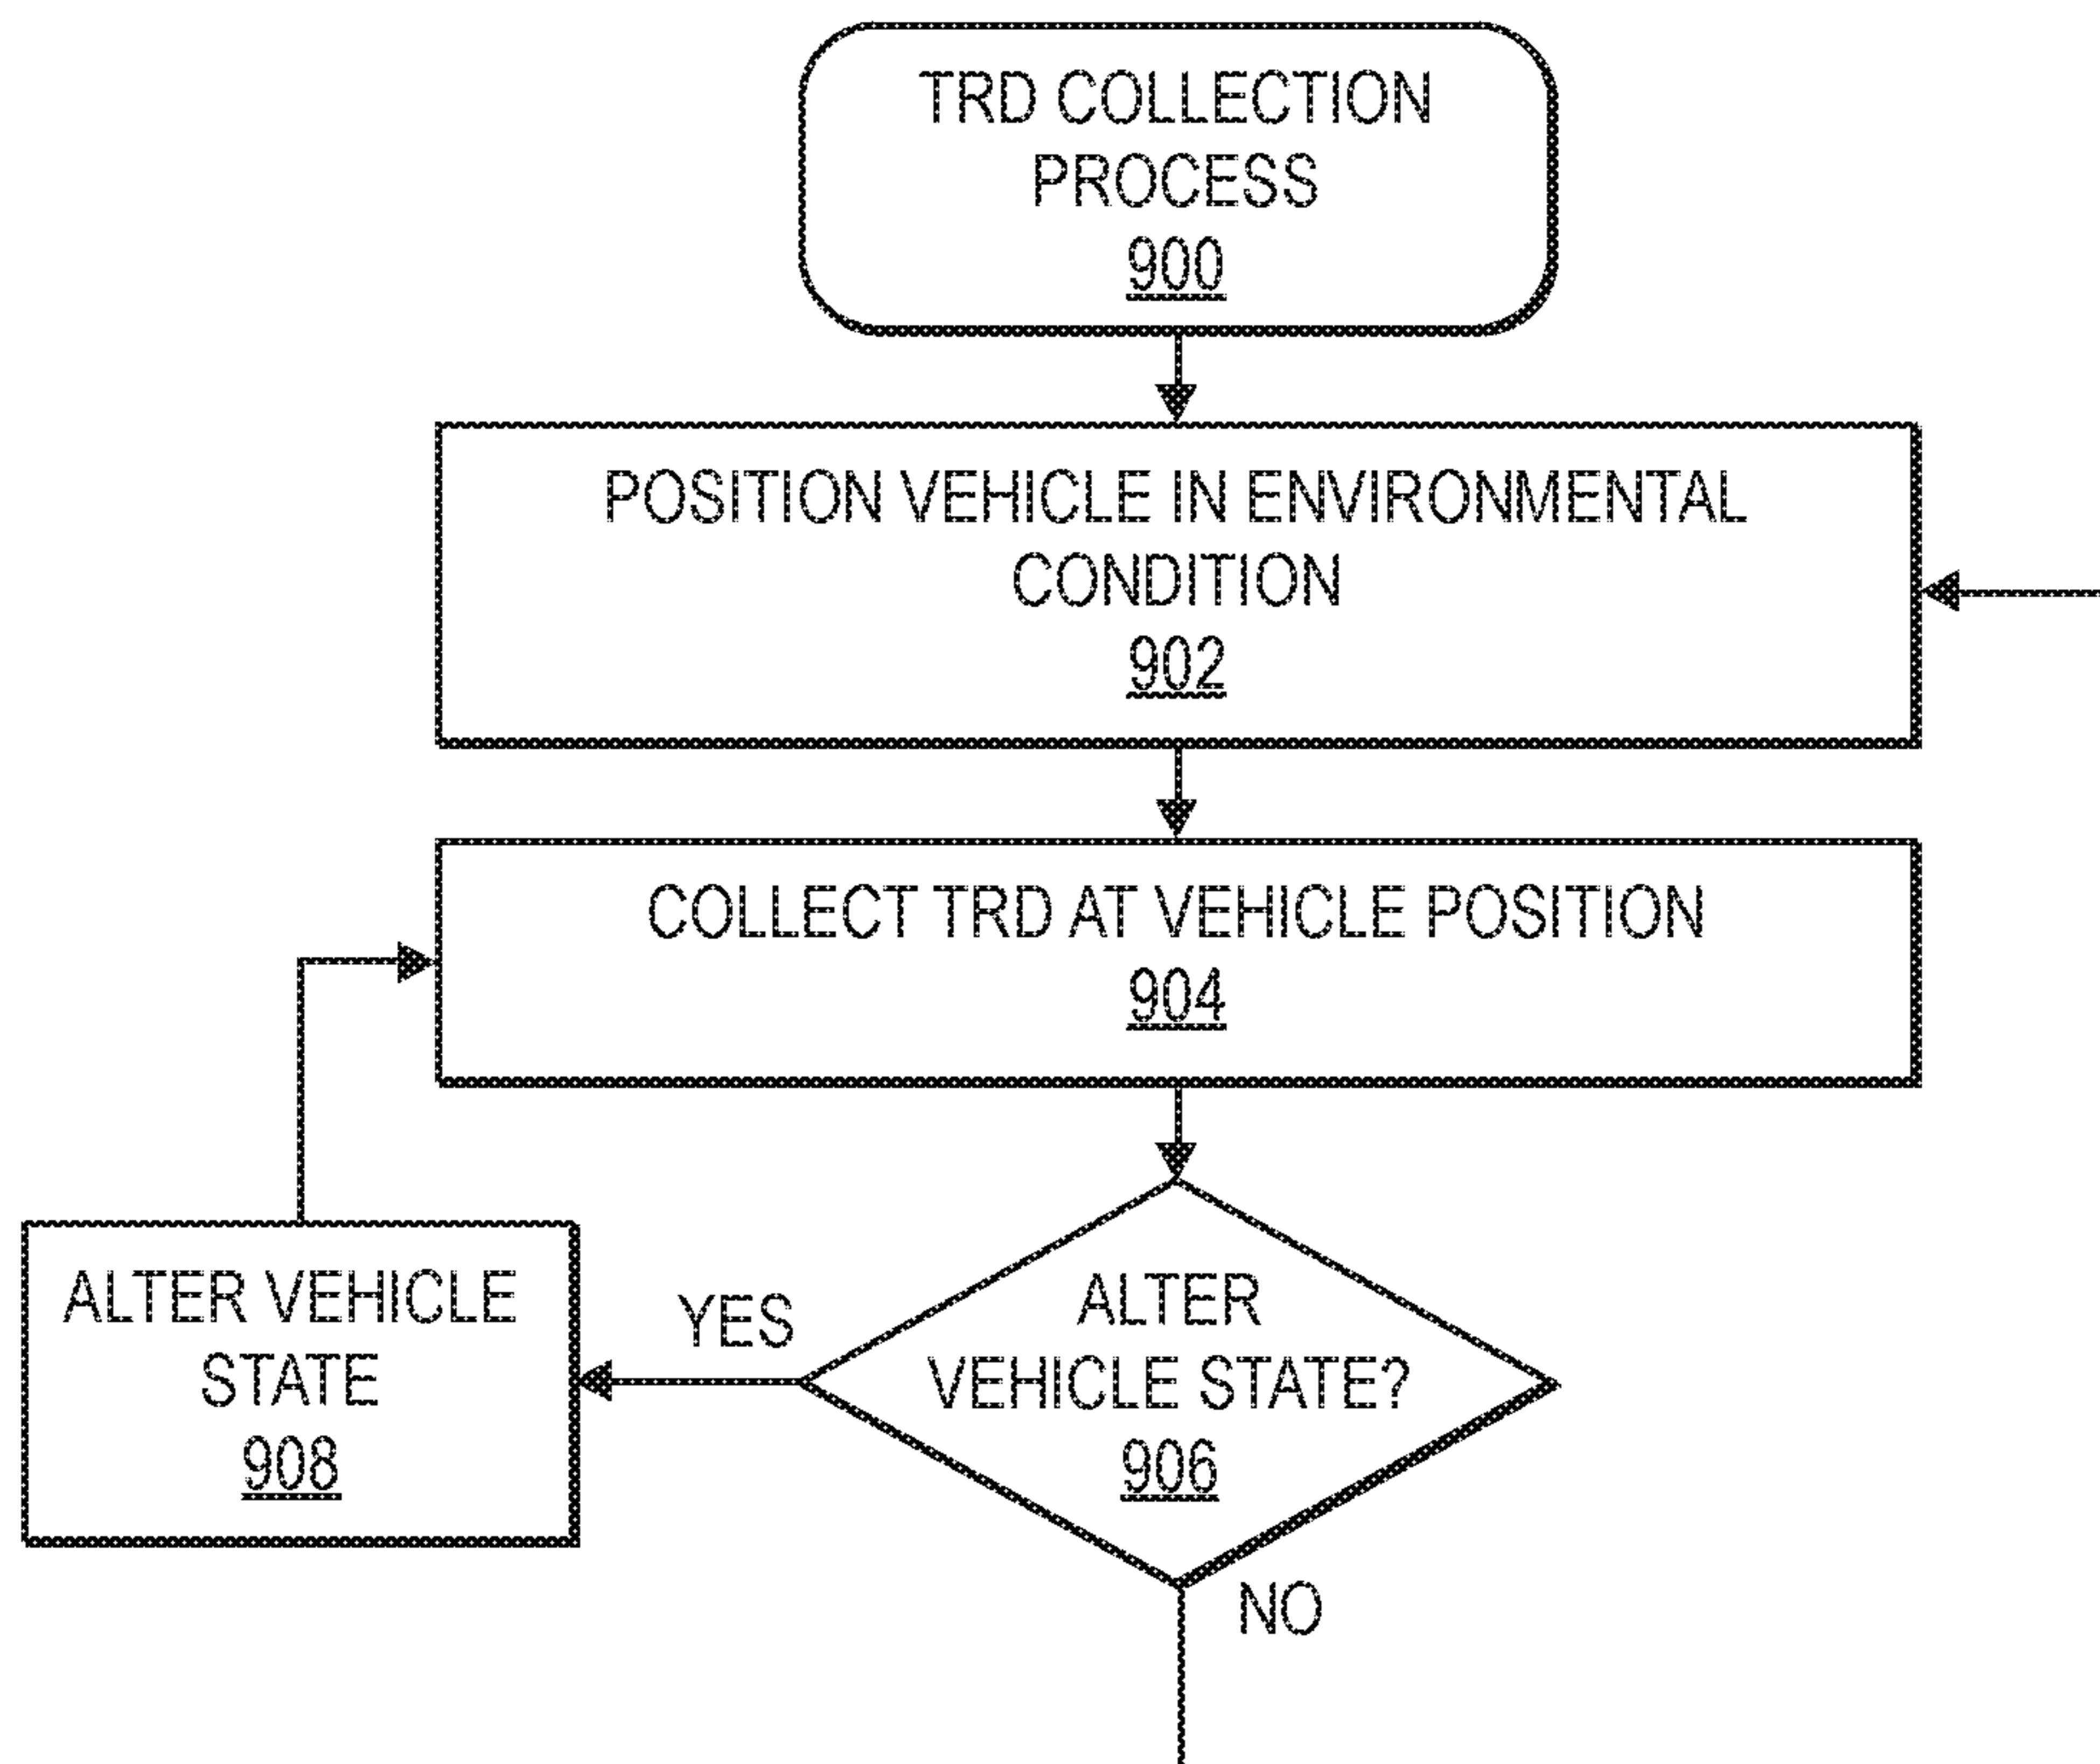 TRD COLLECTION
PROCESS
900
POSITION VEHICLE IN ENVIRONMENTAL
CONDITION
902
COLLECT TRD AT VEHICLE POSITION
904
ALTER VEHICLE
STATE
908
YES
ALTER
VEHICLE STATE?
906
NO